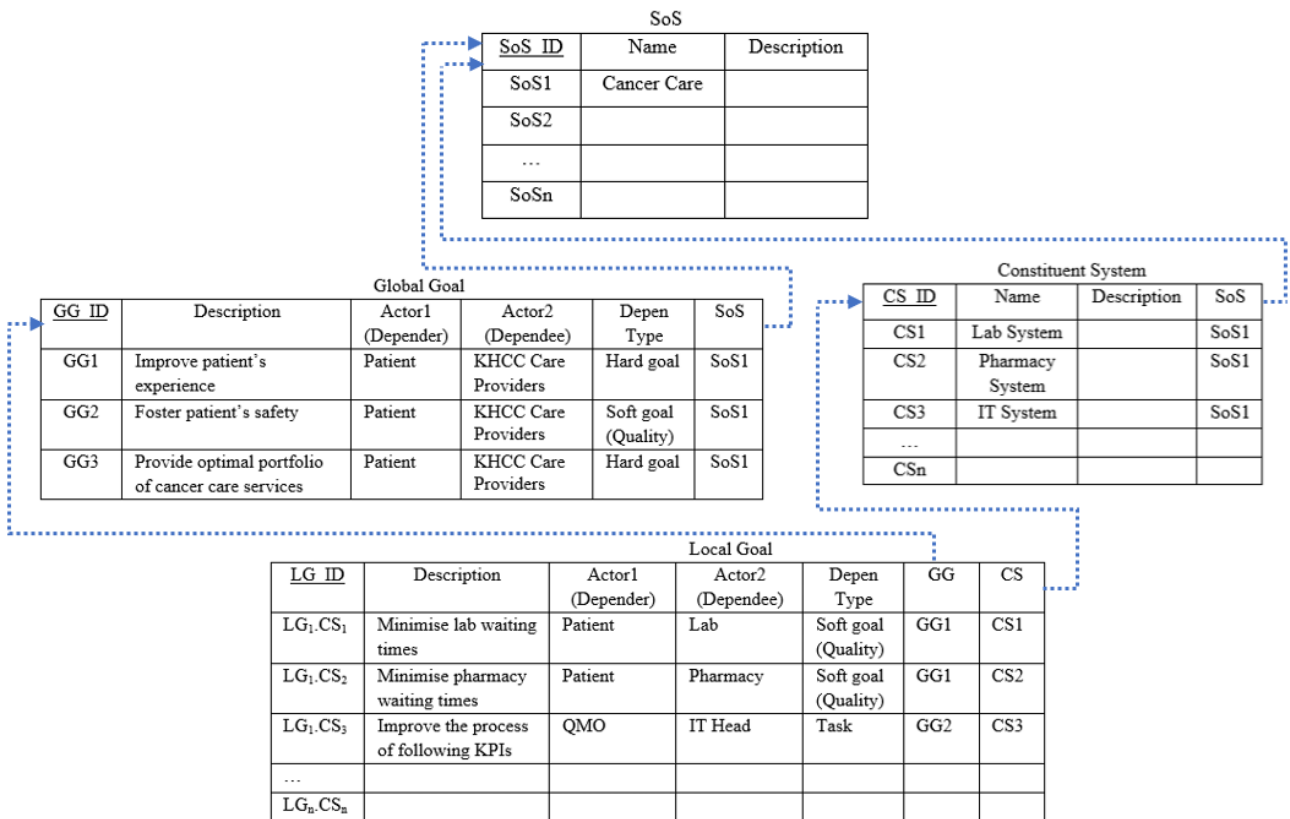 SoS
SoS_ID Name Description
SoS1 Cancer Care
SoS2
...
SoSn
Global Goal
GG_ID Description Actor1 (Depender) Actor2 (Dependee) Depen Type SoS
GG1 Improve patient's experience Patient KHCC Care Providers Hard goal SoS1
GG2 Foster patient's safety Patient KHCC Care Providers Soft goal (Quality) SoS1
GG3 Provide optimal portfolio of cancer care services Patient KHCC Care Providers Hard goal SoS1
Constituent System
CS_ID Name Description SoS
CS1 Lab System SoS1
CS2 Pharmacy System SoS1
CS3 IT System SoS1
...
CSn
Local Goal
LG_ID Description Actor1 (Depender) Actor2 (Dependee) Depen Type GG CS
LG₁.CS₁ Minimise lab waiting times Patient Lab Soft goal (Quality) GG1 CS1
LG₁.CS₂ Minimise pharmacy waiting times Patient Pharmacy Soft goal (Quality) GG1 CS2
LG₁.CS₃ Improve the process of following KPIs QMO IT Head Task GG2 CS3
...
LGₙ.CSₙ